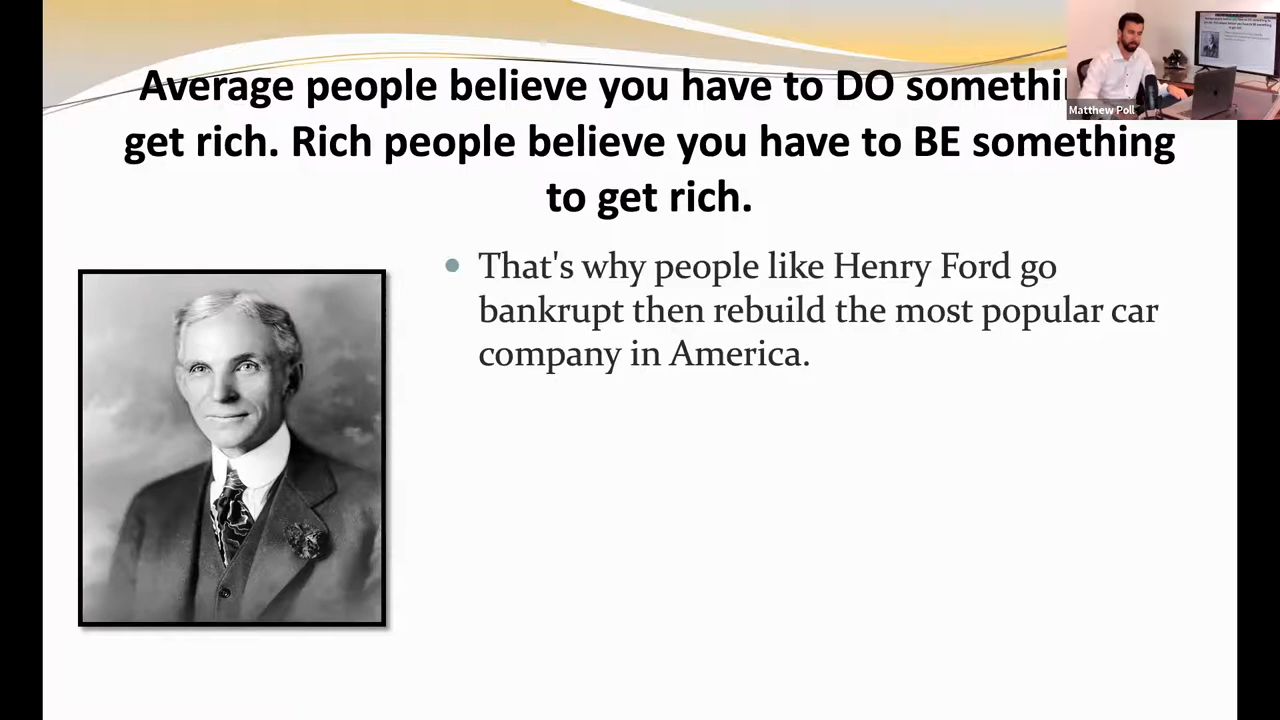 Average people believe you have to DO somethin
get rich. Rich people believe you have to BE something
to get rich.
That's why people like Henry Ford go
bankrupt then rebuild the most popular car
company in America.
Matthew Poll